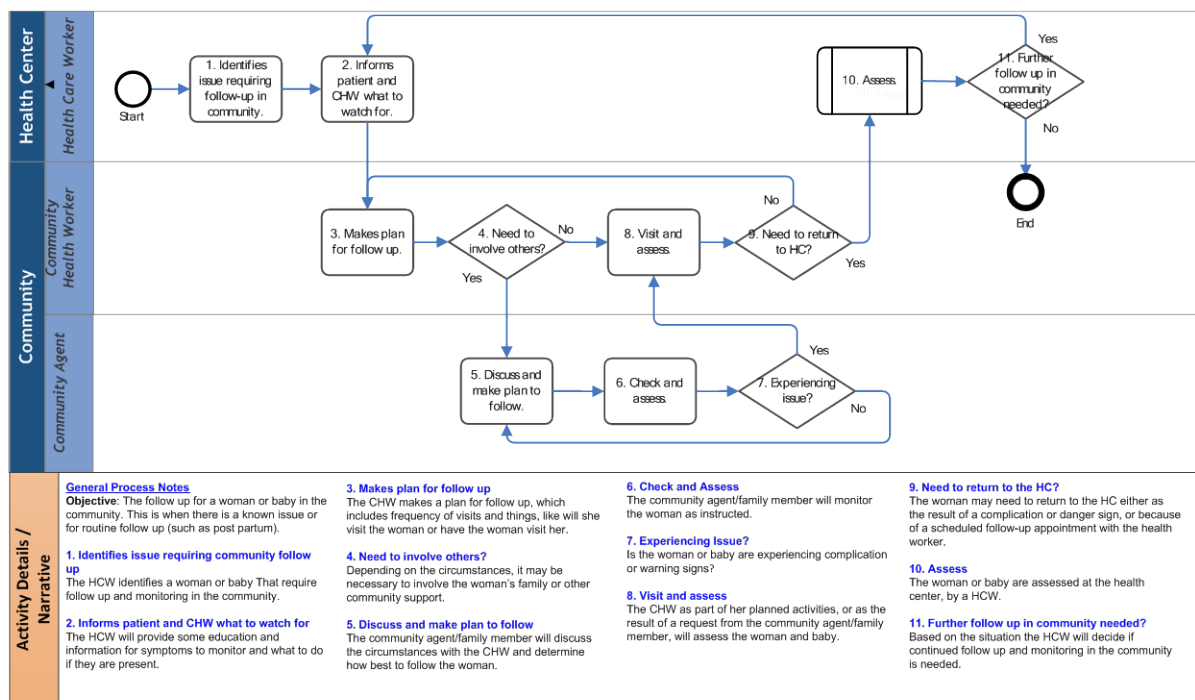 Health Center
Health Care Worker
Start
1. Identifies
issue requiring
follow-up in
community.
2. Informs
patient and
CHW what to
watch for.
10. Assess.
11. Further
follow up in
community
needed?
Yes
No
End
Community
Community
Health Worker
3. Makes plan
for follow up.
4. Need to
involve others?
No
Yes
8. Visit and
assess.
9. Need to return
to HC?
No
Yes
Community Agent
5. Discuss and
make plan to
follow.
6. Check and
assess.
7. Experiencing
issue?
Yes
No
Activity Details /
Narrative
General Process Notes
Objective: The follow up for a woman or baby in the
community. This is when there is a known issue or
for routine follow up (such as post partum).
1. Identifies issue requiring community follow
up
The HCW identifies a woman or baby That require
follow up and monitoring in the community.
2. Informs patient and CHW what to watch for
The HCW will provide some education and
information for symptoms to monitor and what to do
if they are present.
3. Makes plan for follow up
The CHW makes a plan for follow up, which
includes frequency of visits and things, like will she
visit the woman or have the woman visit her.
4. Need to involve others?
Depending on the circumstances, it may be
necessary to involve the woman's family or other
community support.
5. Discuss and make plan to follow
The community agent/family member will discuss
the circumstances with the CHW and determine
how best to follow the woman.
6. Check and Assess
The community agent/family member will monitor
the woman as instructed.
7. Experiencing Issue?
Is the woman or baby are experiencing complication
or warning signs?
8. Visit and assess
The CHW as part of her planned activities, or as the
result of a request from the community agent/family
member, will assess the woman and baby.
9. Need to return to the HC?
The woman may need to return to the HC either as
the result of a complication or danger sign, or because
of a scheduled follow-up appointment with the health
worker.
10. Assess
The woman or baby are assessed at the health
center, by a HCW.
11. Further follow up in community needed?
Based on the situation the HCW will decide if
continued follow up and monitoring in the community
is needed.